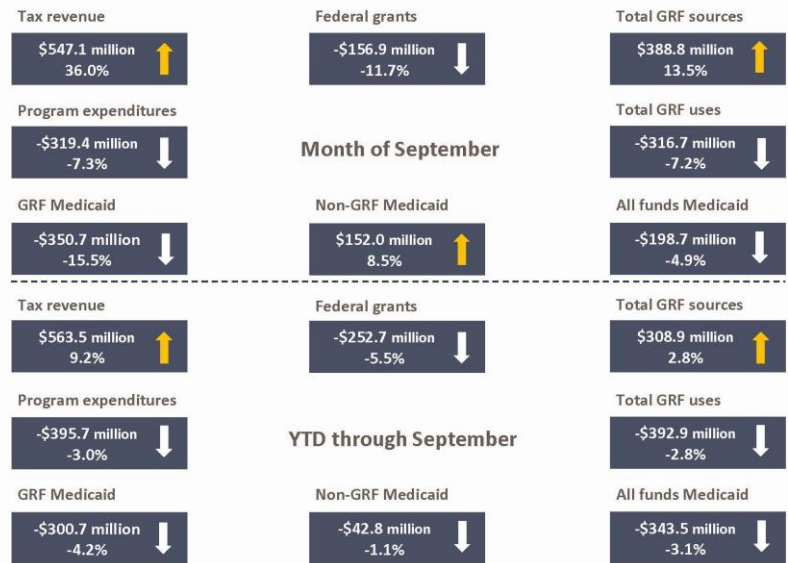 Tax revenue
$547.1 million
36.0%
Federal grants
-$156.9 million
-11.7%
Total GRF sources
$388.8 million
13.5%
Program expenditures
-$319.4 million
-7.3%
Month of September
Total GRF uses
-$316.7 million
-7.2%
GRF Medicaid
-$350.7 million
-15.5%
Non-GRF Medicaid
$152.0 million
8.5%
All funds Medicaid
-$198.7 million
-4.9%
Tax revenue
$563.5 million
9.2%
Federal grants
-$252.7 million
-5.5%
Total GRF sources
$308.9 million
2.8%
Program expenditures
-$395.7 million
-3.0%
YTD through September
Total GRF uses
-$392.9 million
-2.8%
GRF Medicaid
-$300.7 million
-4.2%
Non-GRF Medicaid
-$42.8 million
-1.1%
All funds Medicaid
-$343.5 million
-3.1%